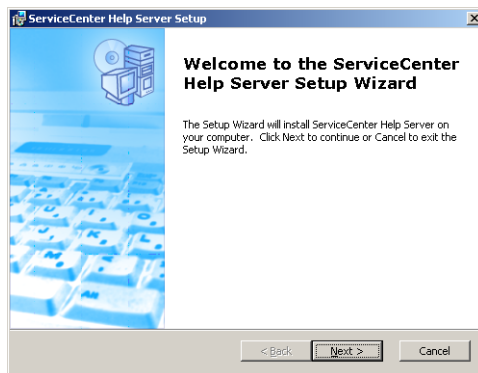 ServiceCenter Help Server Setup
Welcome to the ServiceCenter
Help Server Setup Wizard
The Setup Wizard will install ServiceCenter Help Server on
your computer. Click Next to continue or Cancel to exit the
Setup Wizard.
< Back
Next >
Cancel